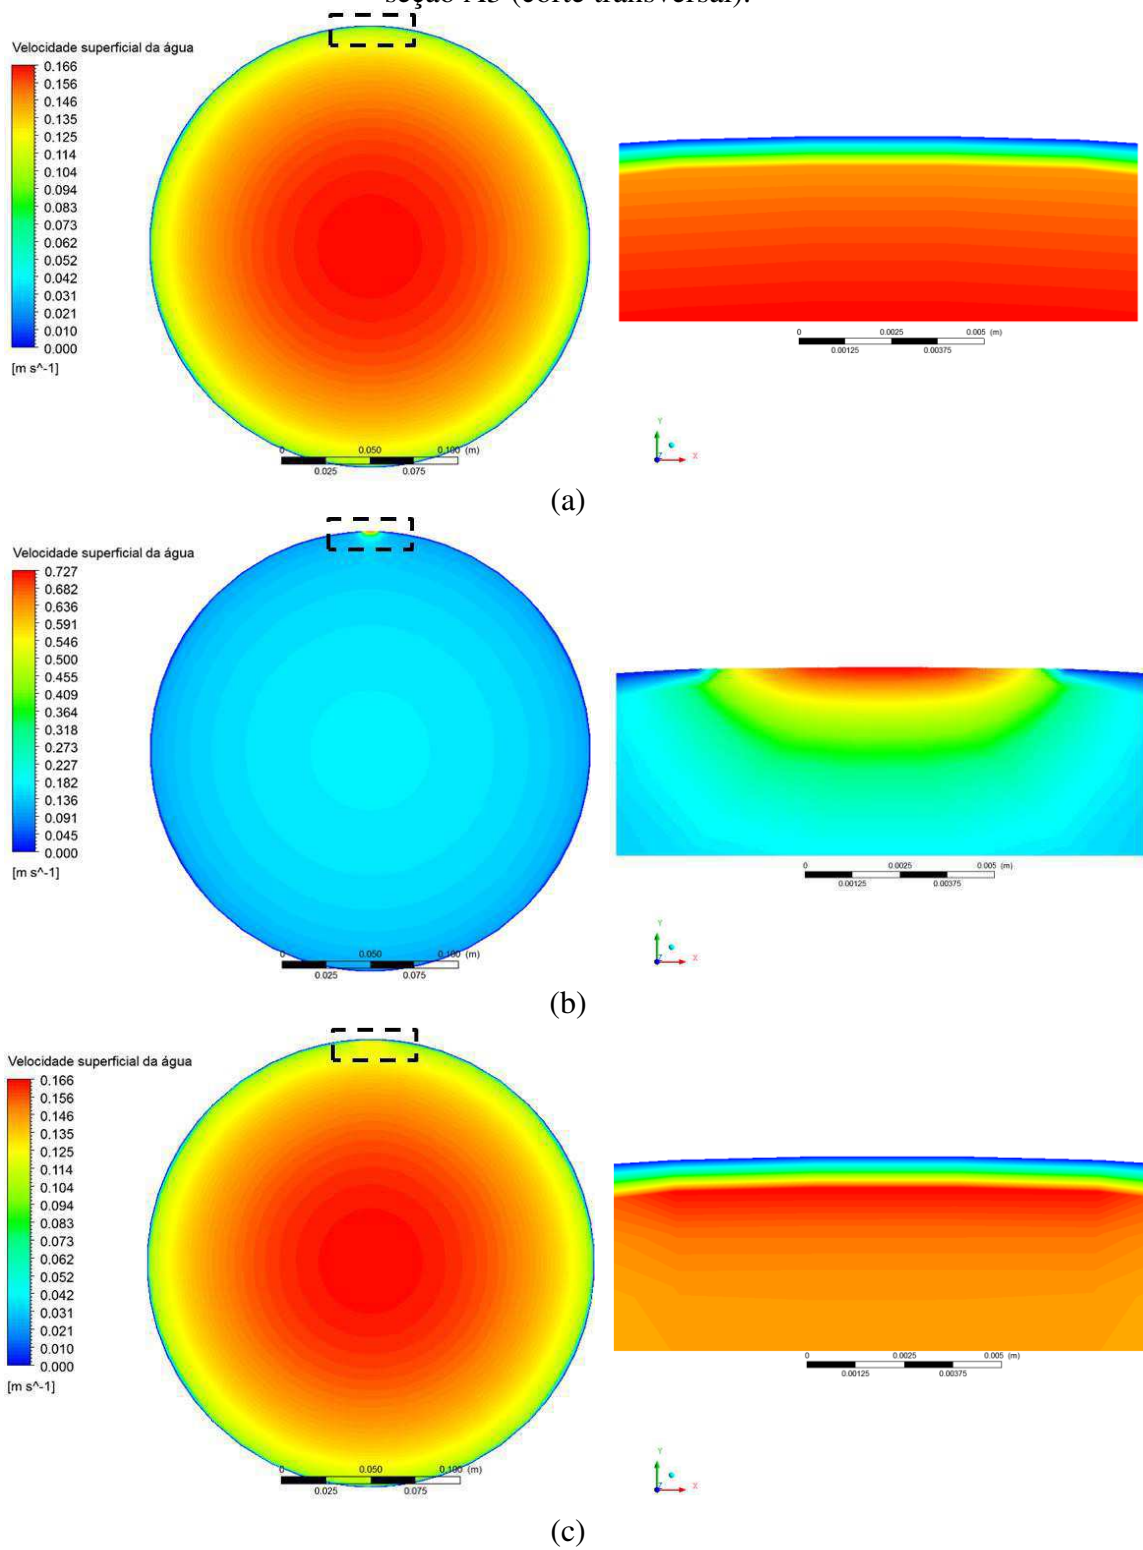 seção A3 (corte transversal).
Velocidade superficial da água
0.166
0.156
0.146
0.135
0.125
0.114
0.104
0.094
0.083
0.073
0.062
0.052
0.042
0.031
0.021
0.010
0.000
[m s^-1]
0 0.050 0.100 (m)
0.025 0.075
0 0.0025 0.005 (m)
0.00125 0.00375
Y
X
Z
(a)
Velocidade superficial da água
0.727
0.682
0.636
0.591
0.546
0.500
0.455
0.409
0.364
0.318
0.273
0.227
0.182
0.136
0.091
0.045
0.000
[m s^-1]
0 0.050 0.100 (m)
0.025 0.075
0 0.0025 0.005 (m)
0.00125 0.00375
Y
X
Z
(b)
Velocidade superficial da água
0.166
0.156
0.146
0.135
0.125
0.114
0.104
0.094
0.083
0.073
0.062
0.052
0.042
0.031
0.021
0.010
0.000
[m s^-1]
0 0.050 0.100 (m)
0.025 0.075
0 0.0025 0.005 (m)
0.00125 0.00375
Y
X
Z
(c)